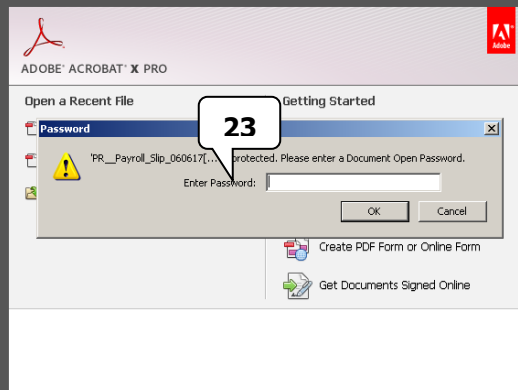 Adobe
ADOBE® ACROBAT® X PRO
Open a Recent File
Getting Started
Password
23
'PR__Payroll_Slip_060617[... protected. Please enter a Document Open Password.
Enter Password:
OK
Cancel
Create PDF Form or Online Form
Get Documents Signed Online